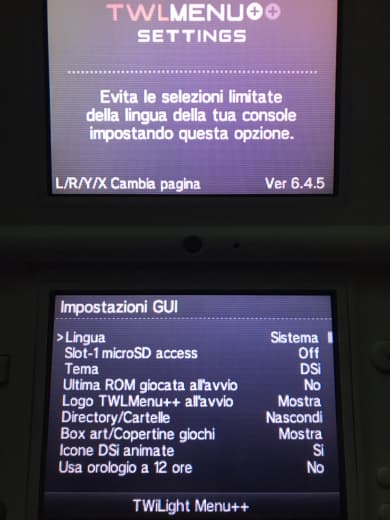 TWLMENU++
SETTINGS
Evita le selezioni limitate
della lingua della tua console
impostando questa opzione.
L/R/Y/X Cambia pagina Ver 6.4.5
Impostazioni GUI
>Lingua Sistema
Slot-1 microSD access Off
Tema DSi
Ultima ROM giocata all'avvio No
Logo TWLMenu++ all'avvio Mostra
Directory/Cartelle Nascondi
Box art/Copertine giochi Mostra
Icone DSi animate Si
Usa orologio a 12 ore No
TWiLight Menu++